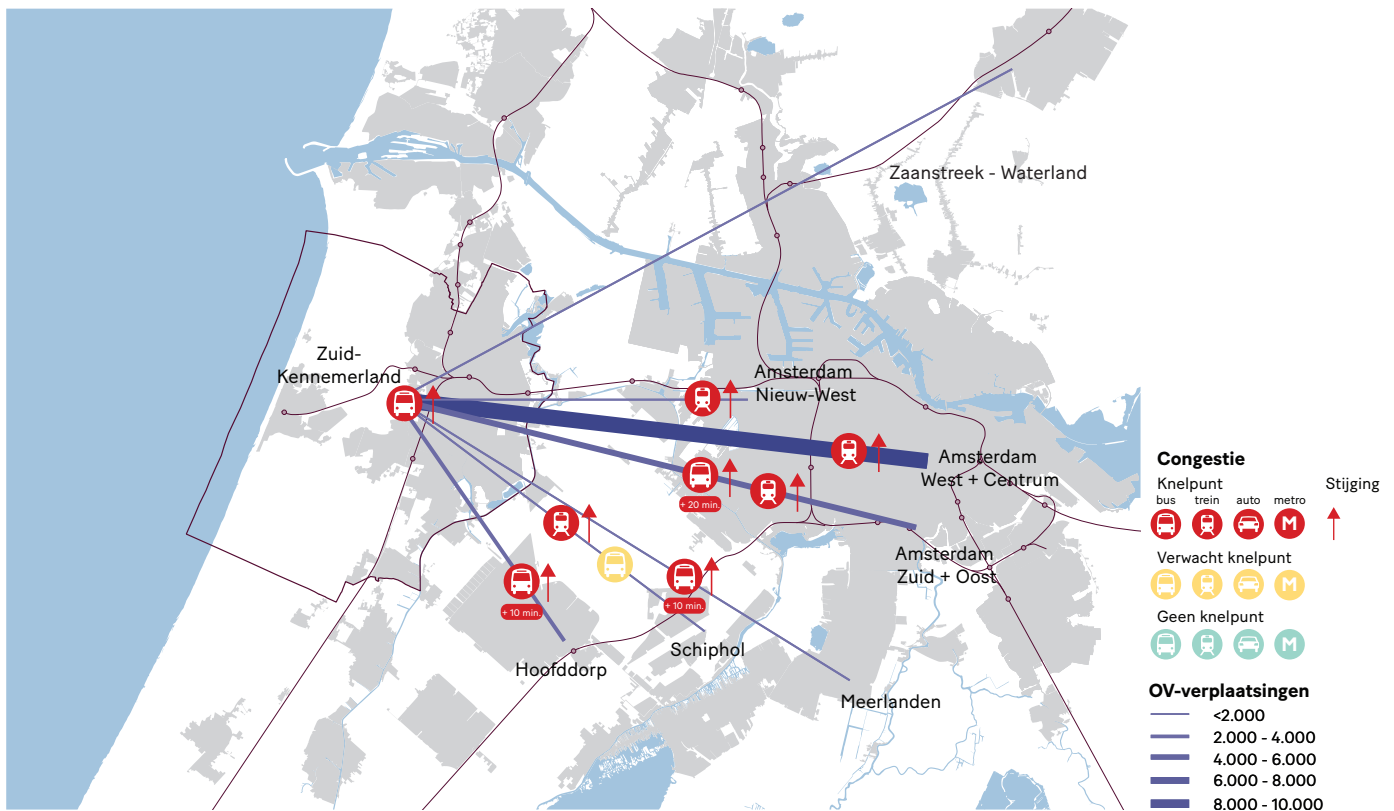 Zaanstreek - Waterland
Zuid-
Kennemerland
Amsterdam
Nieuw-West
Amsterdam
West + Centrum
+ 20 min.
Amsterdam
Zuid + Oost
+ 10 min.
+ 10 min.
Schiphol
Hoofddorp
Meerlanden
Congestie
Knelpunt
Stijging
bus trein auto metro
M
Verwacht knelpunt
M
Geen knelpunt
M
OV-verplaatsingen
<2.000
2.000 - 4.000
4.000 - 6.000
6.000 - 8.000
8.000 - 10.000